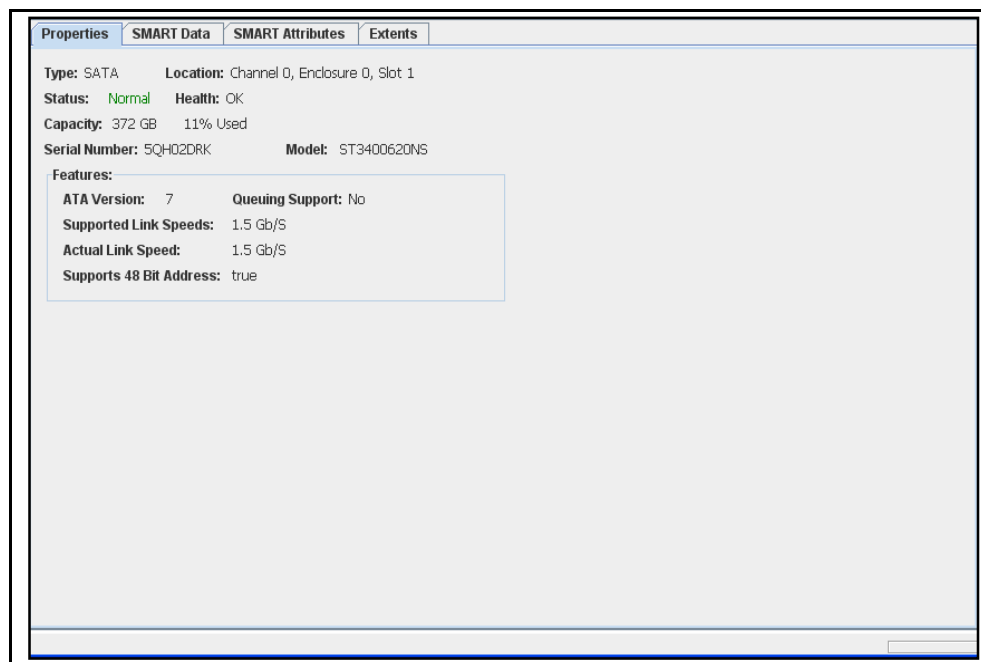 Properties SMART Data SMART Attributes Extents
Type: SATA Location: Channel 0, Enclosure 0, Slot 1
Status: Normal Health: OK
Capacity: 372 GB 11% Used
Serial Number: 5QH02DRK Model: ST3400620NS
Features:
ATA Version: 7 Queuing Support: No
Supported Link Speeds: 1.5 Gb/S
Actual Link Speed: 1.5 Gb/S
Supports 48 Bit Address: true